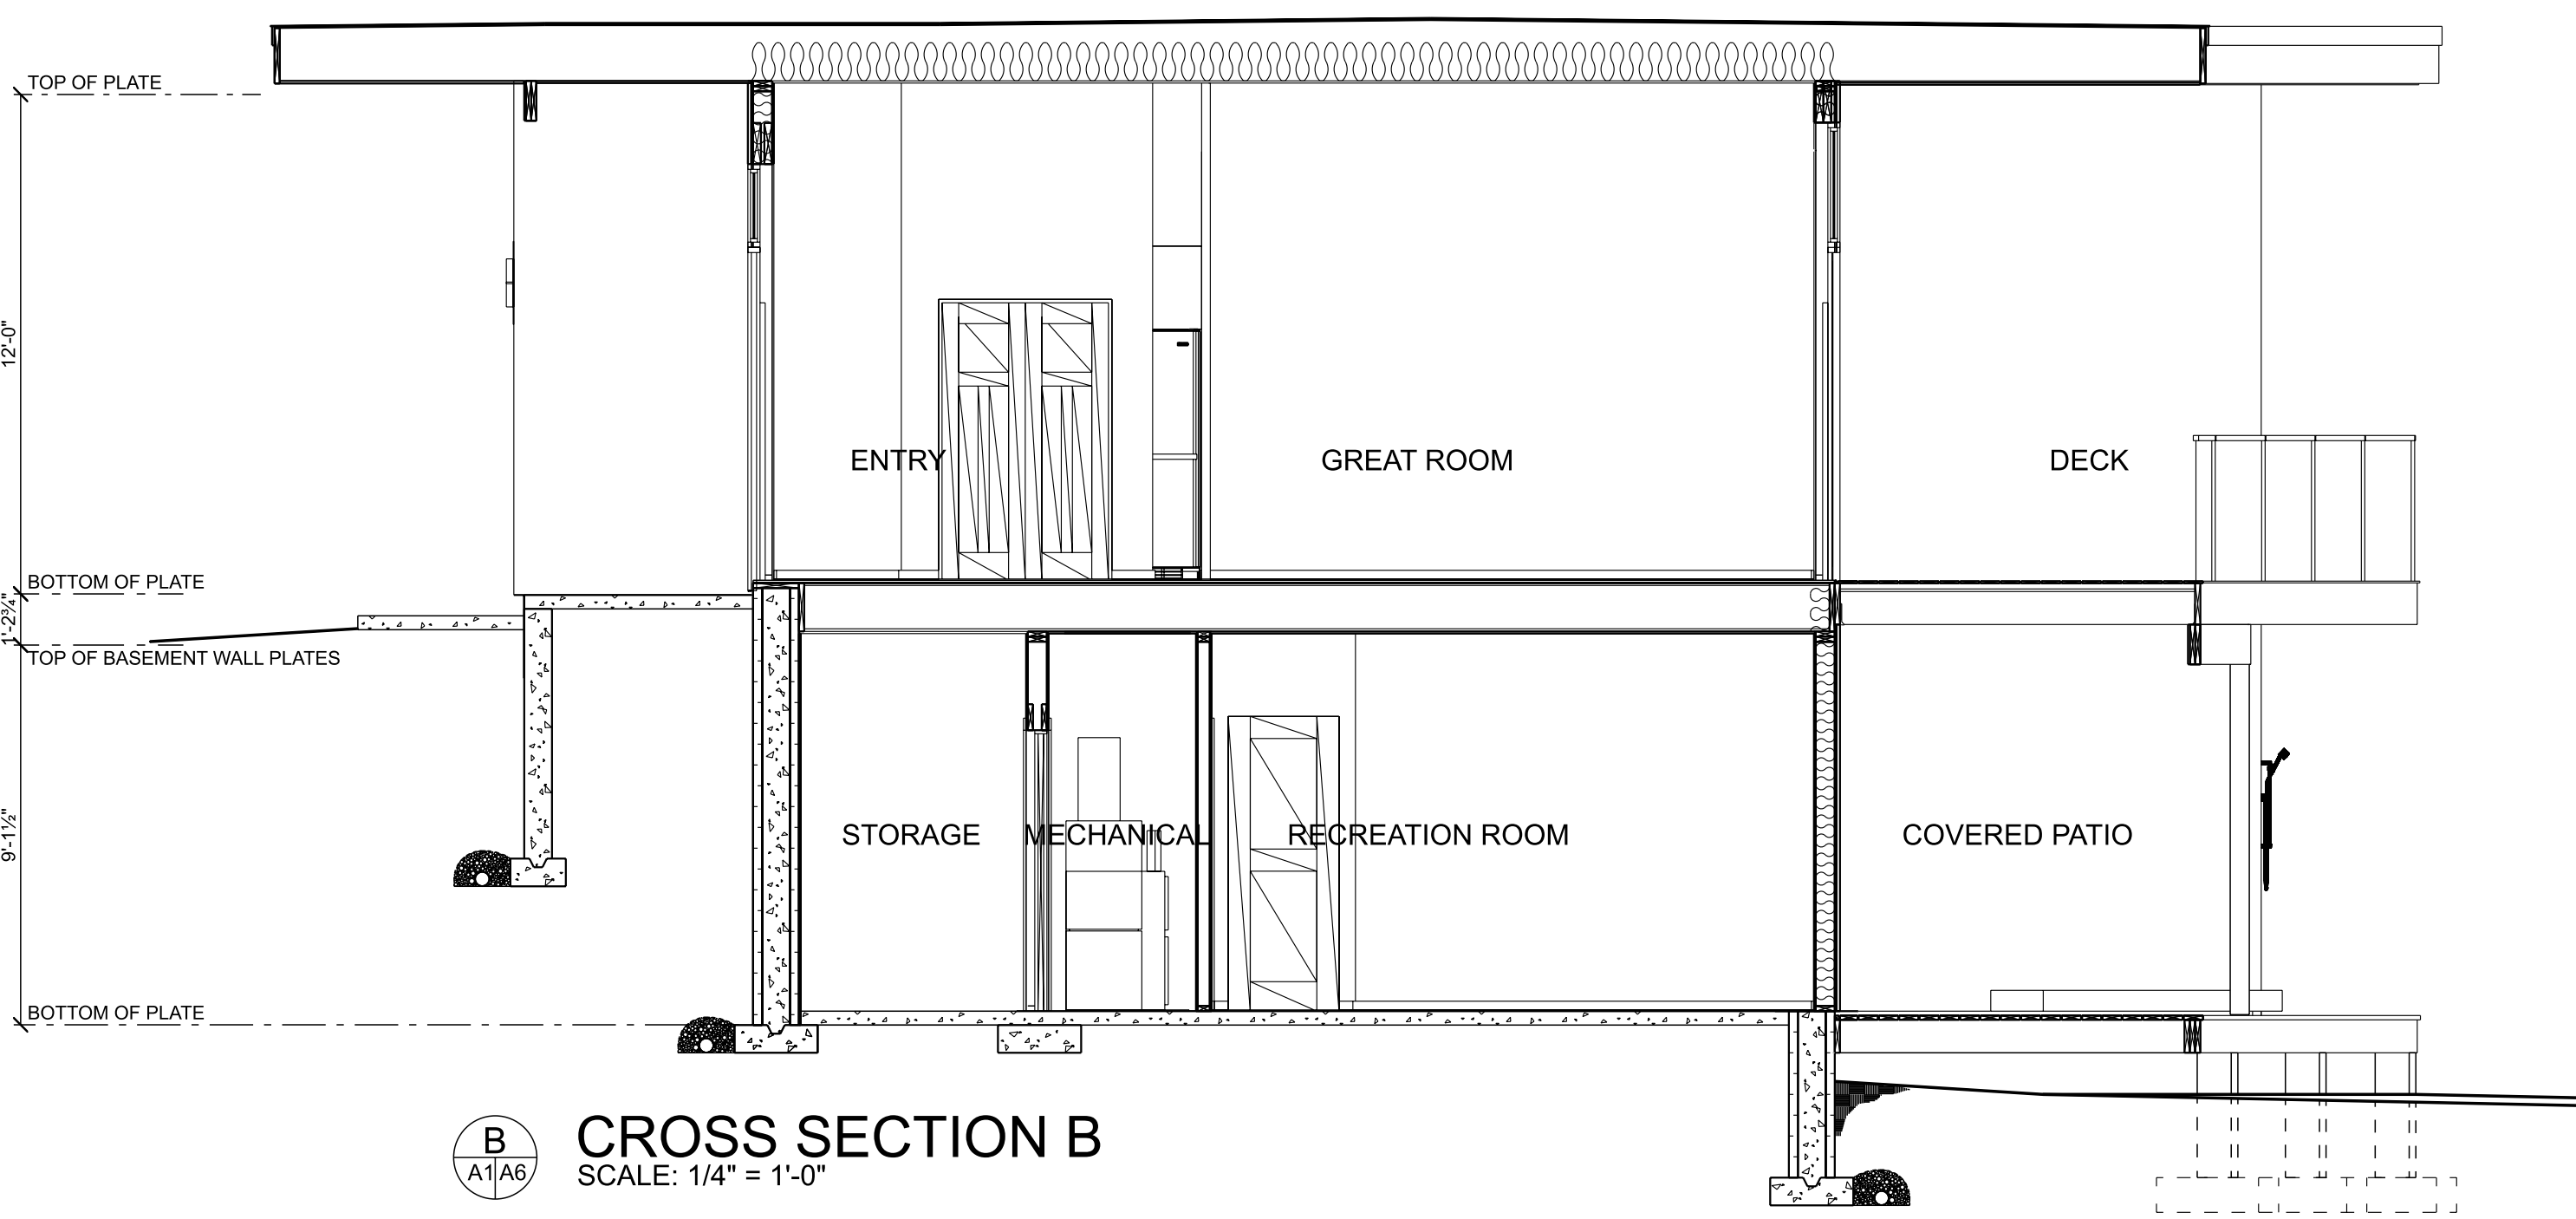 TOP OF PLATE
12'-0"
ENTRY
GREAT ROOM
DECK
BOTTOM OF PLATE
1'-2¾"
TOP OF BASEMENT WALL PLATES
9'-1½"
STORAGE
MECHANICAL
RECREATION ROOM
COVERED PATIO
BOTTOM OF PLATE
B
A1 A6
CROSS SECTION B
SCALE: 1/4" = 1'-0"